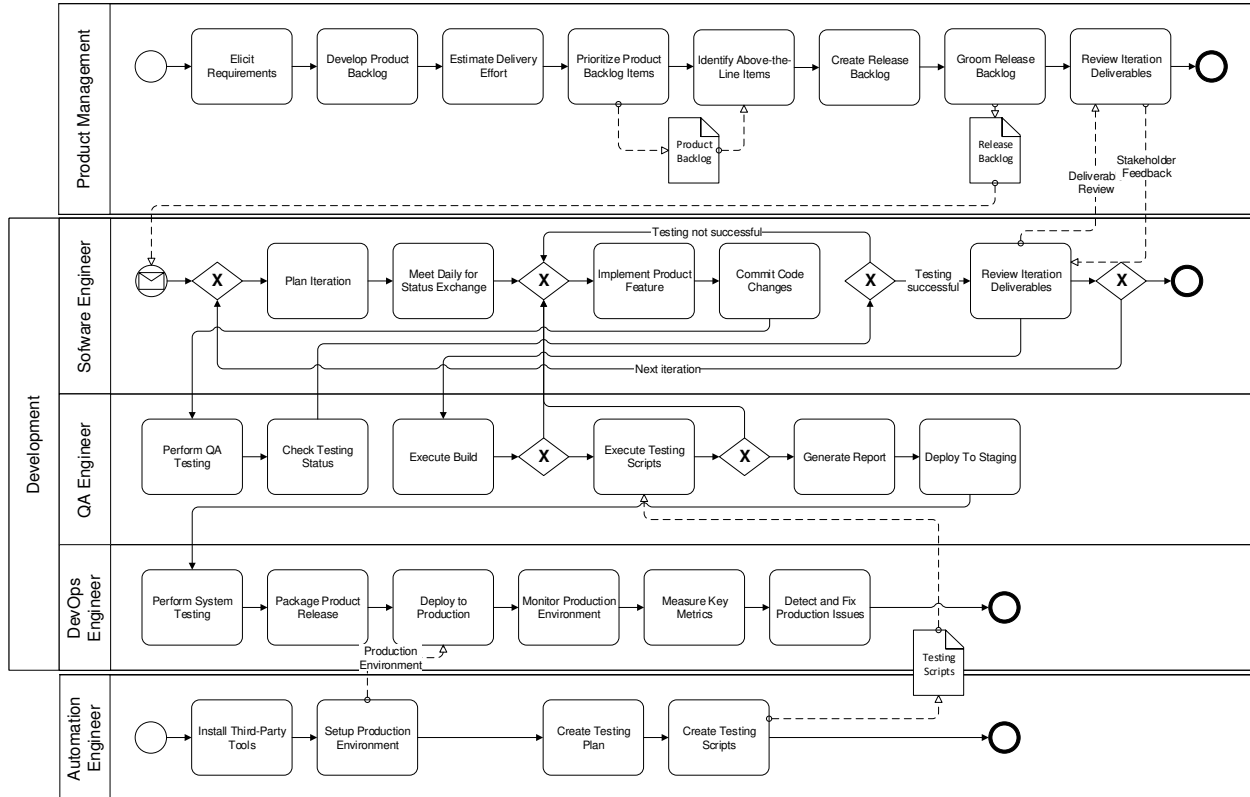 Product Management
Elicit
Requirements
Develop Product
Backlog
Estimate Delivery
Effort
Prioritize Product
Backlog Items
Identify Above-the-
Line Items
Create Release
Backlog
Groom Release
Backlog
Review Iteration
Deliverables
Product
Backlog
Release
Backlog
Deliverab
Review
Stakeholder
Feedback
Development
Sofware Engineer
X
Plan Iteration
Meet Daily for
Status Exchange
X
Testing not successful
Implement Product
Feature
Commit Code
Changes
X
Testing
successful
Review Iteration
Deliverables
X
Next iteration
QA Engineer
Perform QA
Testing
Check Testing
Status
Execute Build
X
Execute Testing
Scripts
X
Generate Report
Deploy To Staging
DevOps
Engineer
Perform System
Testing
Package Product
Release
Deploy to
Production
Monitor Production
Environment
Measure Key
Metrics
Detect and Fix
Production Issues
Production
Environment
Testing
Scripts
Automation
Engineer
Install Third-Party
Tools
Setup Production
Environment
Create Testing
Plan
Create Testing
Scripts